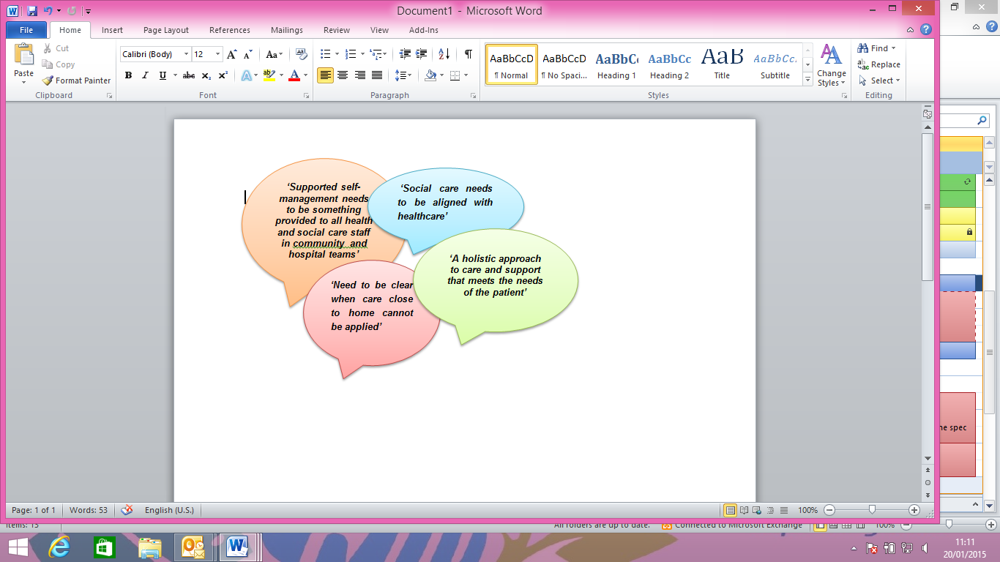 Document1 - Microsoft Word
File Home Insert Page Layout References Mailings Review View Add-Ins
Paste
Cut
Copy
Format Painter
Clipboard
Calibri (Body) 12
Font
Paragraph
AaBbCcD AaBbCcD AaBbC AaBbCc AaB AaBbCc.
¶ Normal ¶ No Spaci... Heading 1 Heading 2 Title Subtitle
Change
Styles
Styles
Find
Replace
Select
Editing
‘Supported self-
management needs
to be something
provided to all health
and social care staff
in community and
hospital teams’
‘Social care needs
to be aligned with
healthcare’
‘A holistic approach
to care and support
that meets the needs
of the patient’
‘Need to be clear
when care close
to home cannot
be applied’
he spec
Page: 1 of 1 Words: 53 English (U.S.) 100%
Items: 13 All folders are up to date. Connected to Microsoft Exchange 100%
11:11
20/01/2015